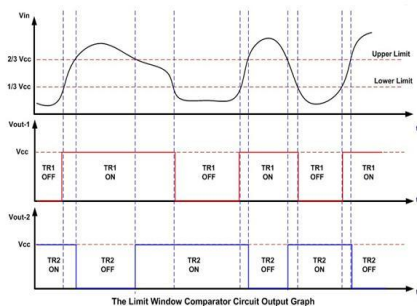 Vin
2/3 Vcc
Upper Limit
1/3 Vcc
Lower Limit
t
Vout-1
Vcc
TR1 OFF
TR1 ON
TR1 OFF
TR1 ON
TR1 OFF
TR1 ON
Vout-2
Vcc
TR2 ON
TR2 OFF
TR2 ON
TR2 OFF
TR2 ON
TR2 OFF
The Limit Window Comparator Circuit Output Graph